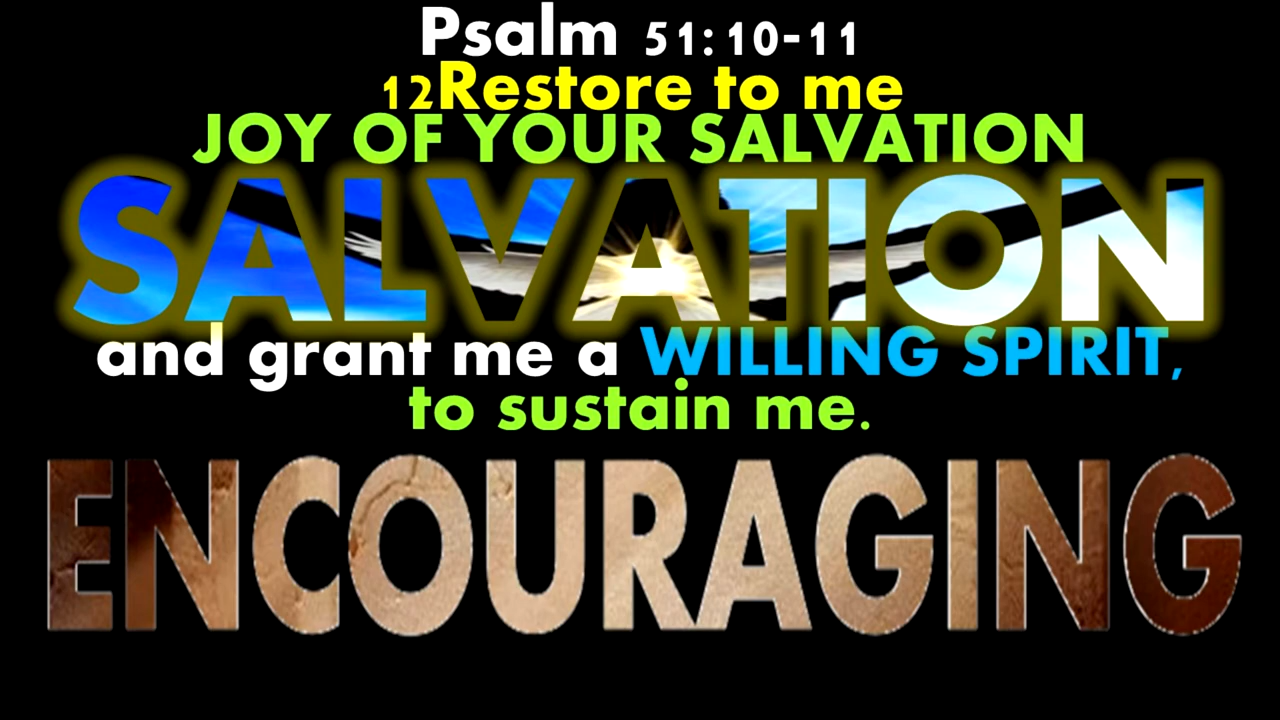 Psalm 51:10-11
12Restore to me
JOY OF YOUR SALVATION
SALVATION
and grant me a WILLING SPIRIT,
to sustain me.
ENCOURAGING